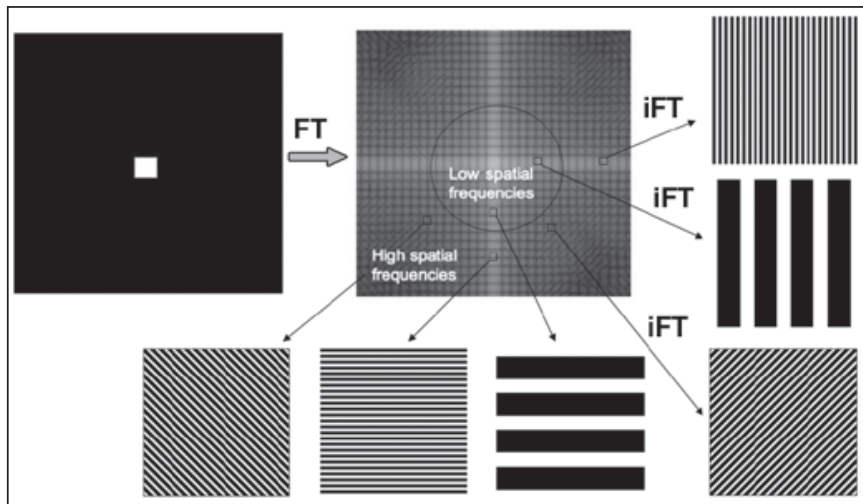 FT
iFT
Low spatial
frequencies
iFT
High spatial
frequencies
iFT